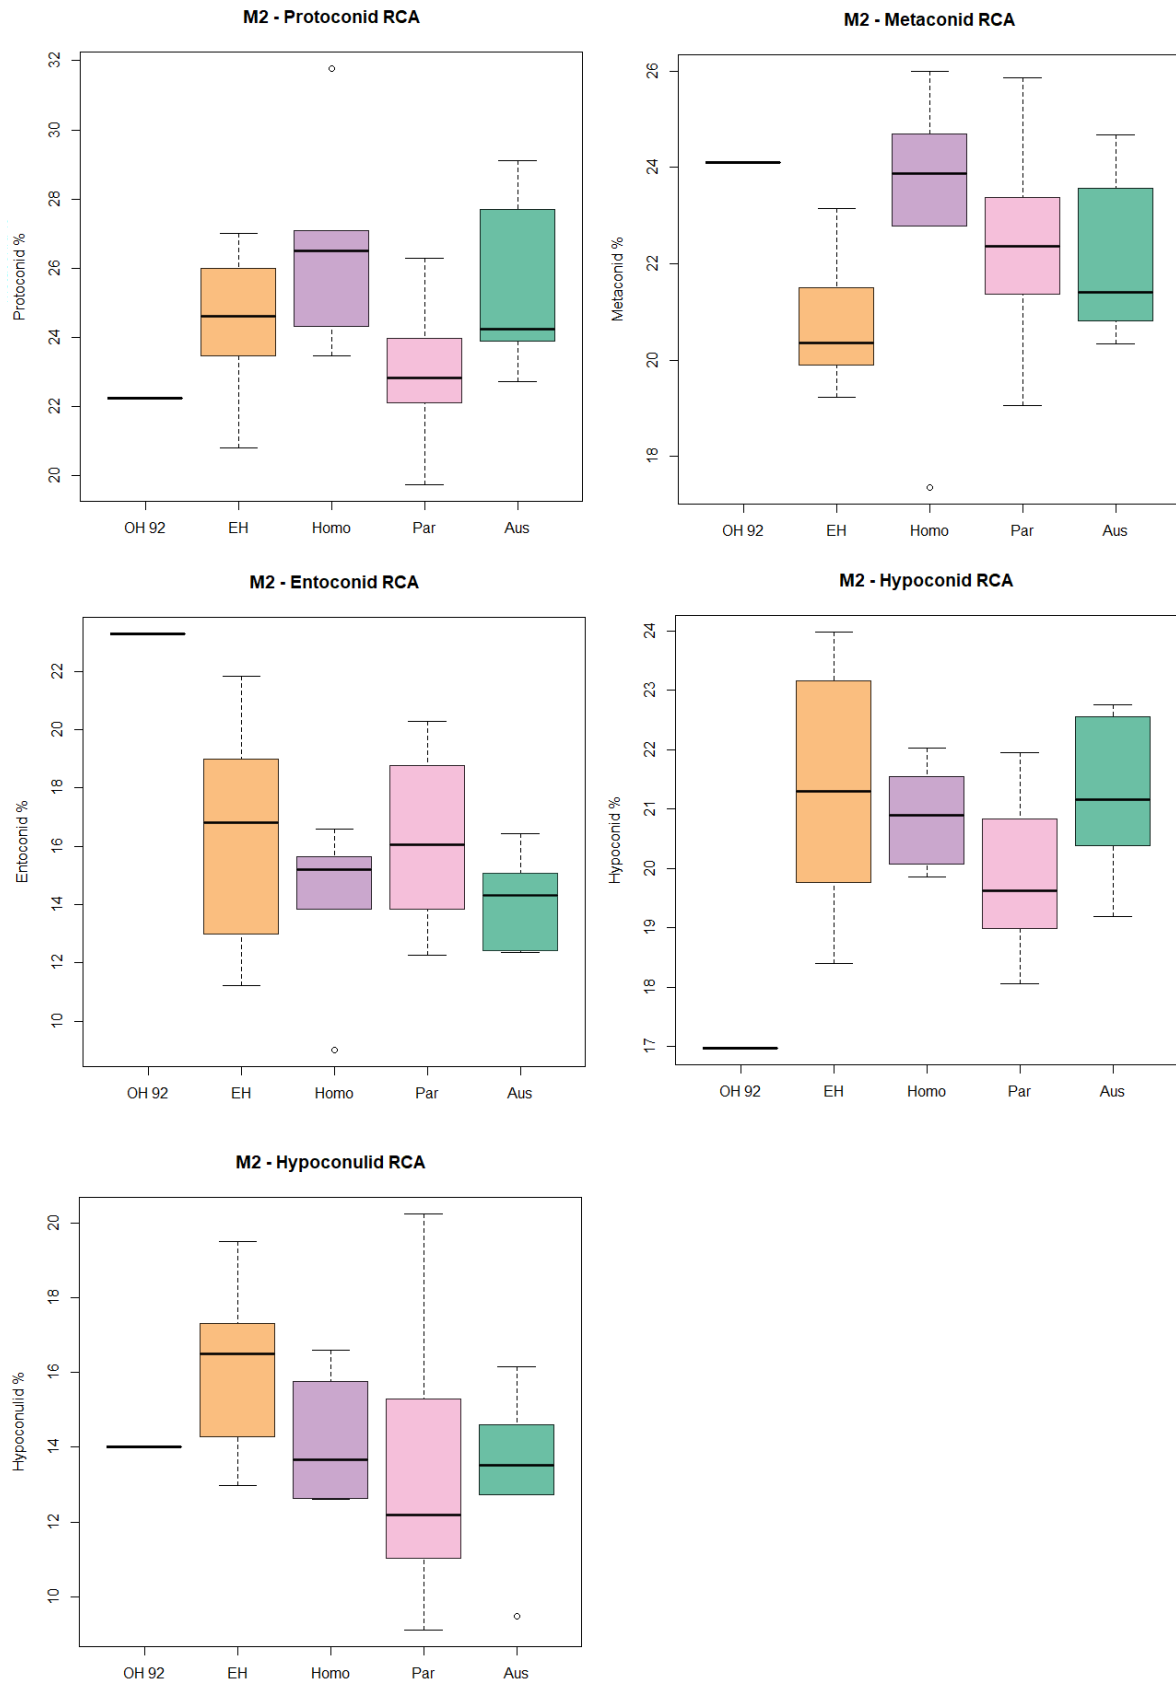 M2 - Protoconid RCA
Protoconid %
32
30
28
26
24
22
20
OH 92 EH Homo Par Aus
M2 - Metaconid RCA
Metaconid %
26
24
22
20
18
OH 92 EH Homo Par Aus
M2 - Entoconid RCA
Entoconid %
22
20
18
16
14
12
10
OH 92 EH Homo Par Aus
M2 - Hypoconid RCA
Hypoconid %
24
23
22
21
20
19
18
17
OH 92 EH Homo Par Aus
M2 - Hypoconulid RCA
Hypoconulid %
20
18
16
14
12
10
OH 92 EH Homo Par Aus